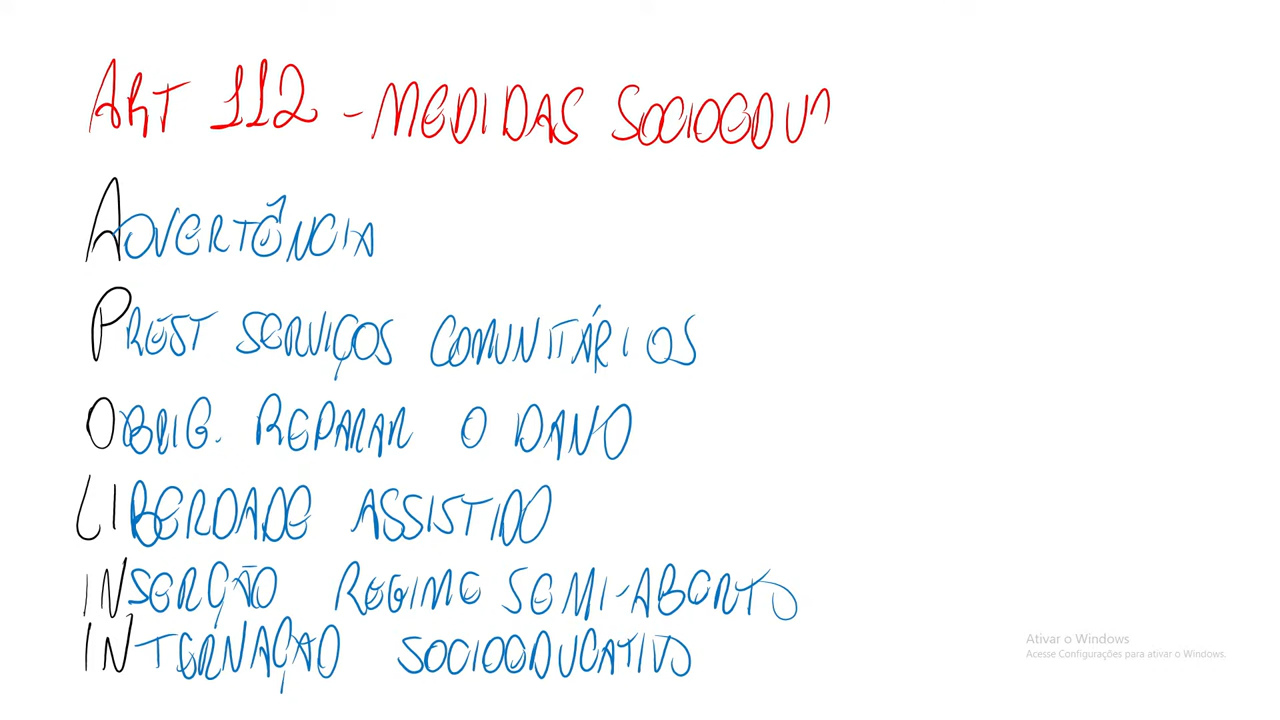 ART 112 - MEDIDAS SOCIOEDU
ADVERTÊNCIA
PREST SERVIÇOS COMUNITÁRIOS
OBRIG. REPARAR O DANO
LIBERDADE ASSISTIDO
INSERÇÃO REGIME SEMI-ABERTO
INTERNAÇÃO SOCIOEDUCATIVO
Ativar o Windows
Acesse Configurações para ativar o Windows.